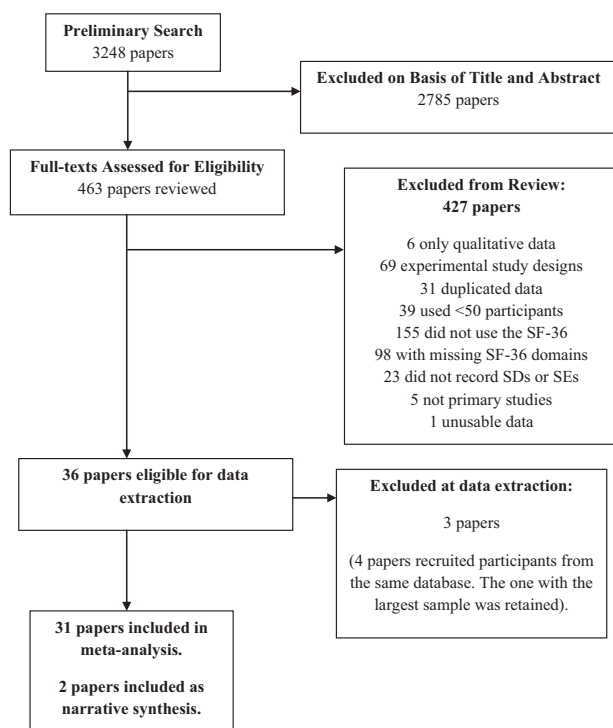 Preliminary Search
3248 papers
Excluded on Basis of Title and Abstract
2785 papers
Full-texts Assessed for Eligibility
463 papers reviewed
Excluded from Review:
427 papers
6 only qualitative data
69 experimental study designs
31 duplicated data
39 used <50 participants
155 did not use the SF-36
98 with missing SF-36 domains
23 did not record SDs or SEs
5 not primary studies
1 unusable data
36 papers eligible for data
extraction
Excluded at data extraction:
3 papers
(4 papers recruited participants from
the same database. The one with the
largest sample was retained).
31 papers included in
meta-analysis.
2 papers included as
narrative synthesis.